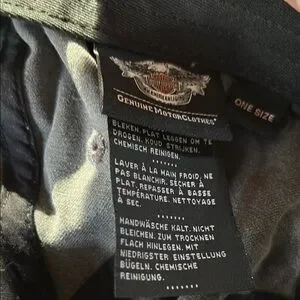 GENUINE MOTORCLOTHES
ONE SIZE
BLEKEN. PLAT LEGGEN OM TE
DROGEN. KOUD STRIJKEN.
CHEMISCH REINIGEN.
LAVER À LA MAIN FROID, NE
PAS BLANCHIR. SÉCHER À
PLAT. REPASSER À BASSE
TEMPÉRATURE. NETTOYAGE
À SEC.
HANDWÄSCHE KALT. NICHT
BLEICHEN. ZUM TROCKNEN
FLACH HINLEGEN. MIT
NIEDRIGSTER EINSTELLUNG
BÜGELN. CHEMISCHE
REINIGUNG.